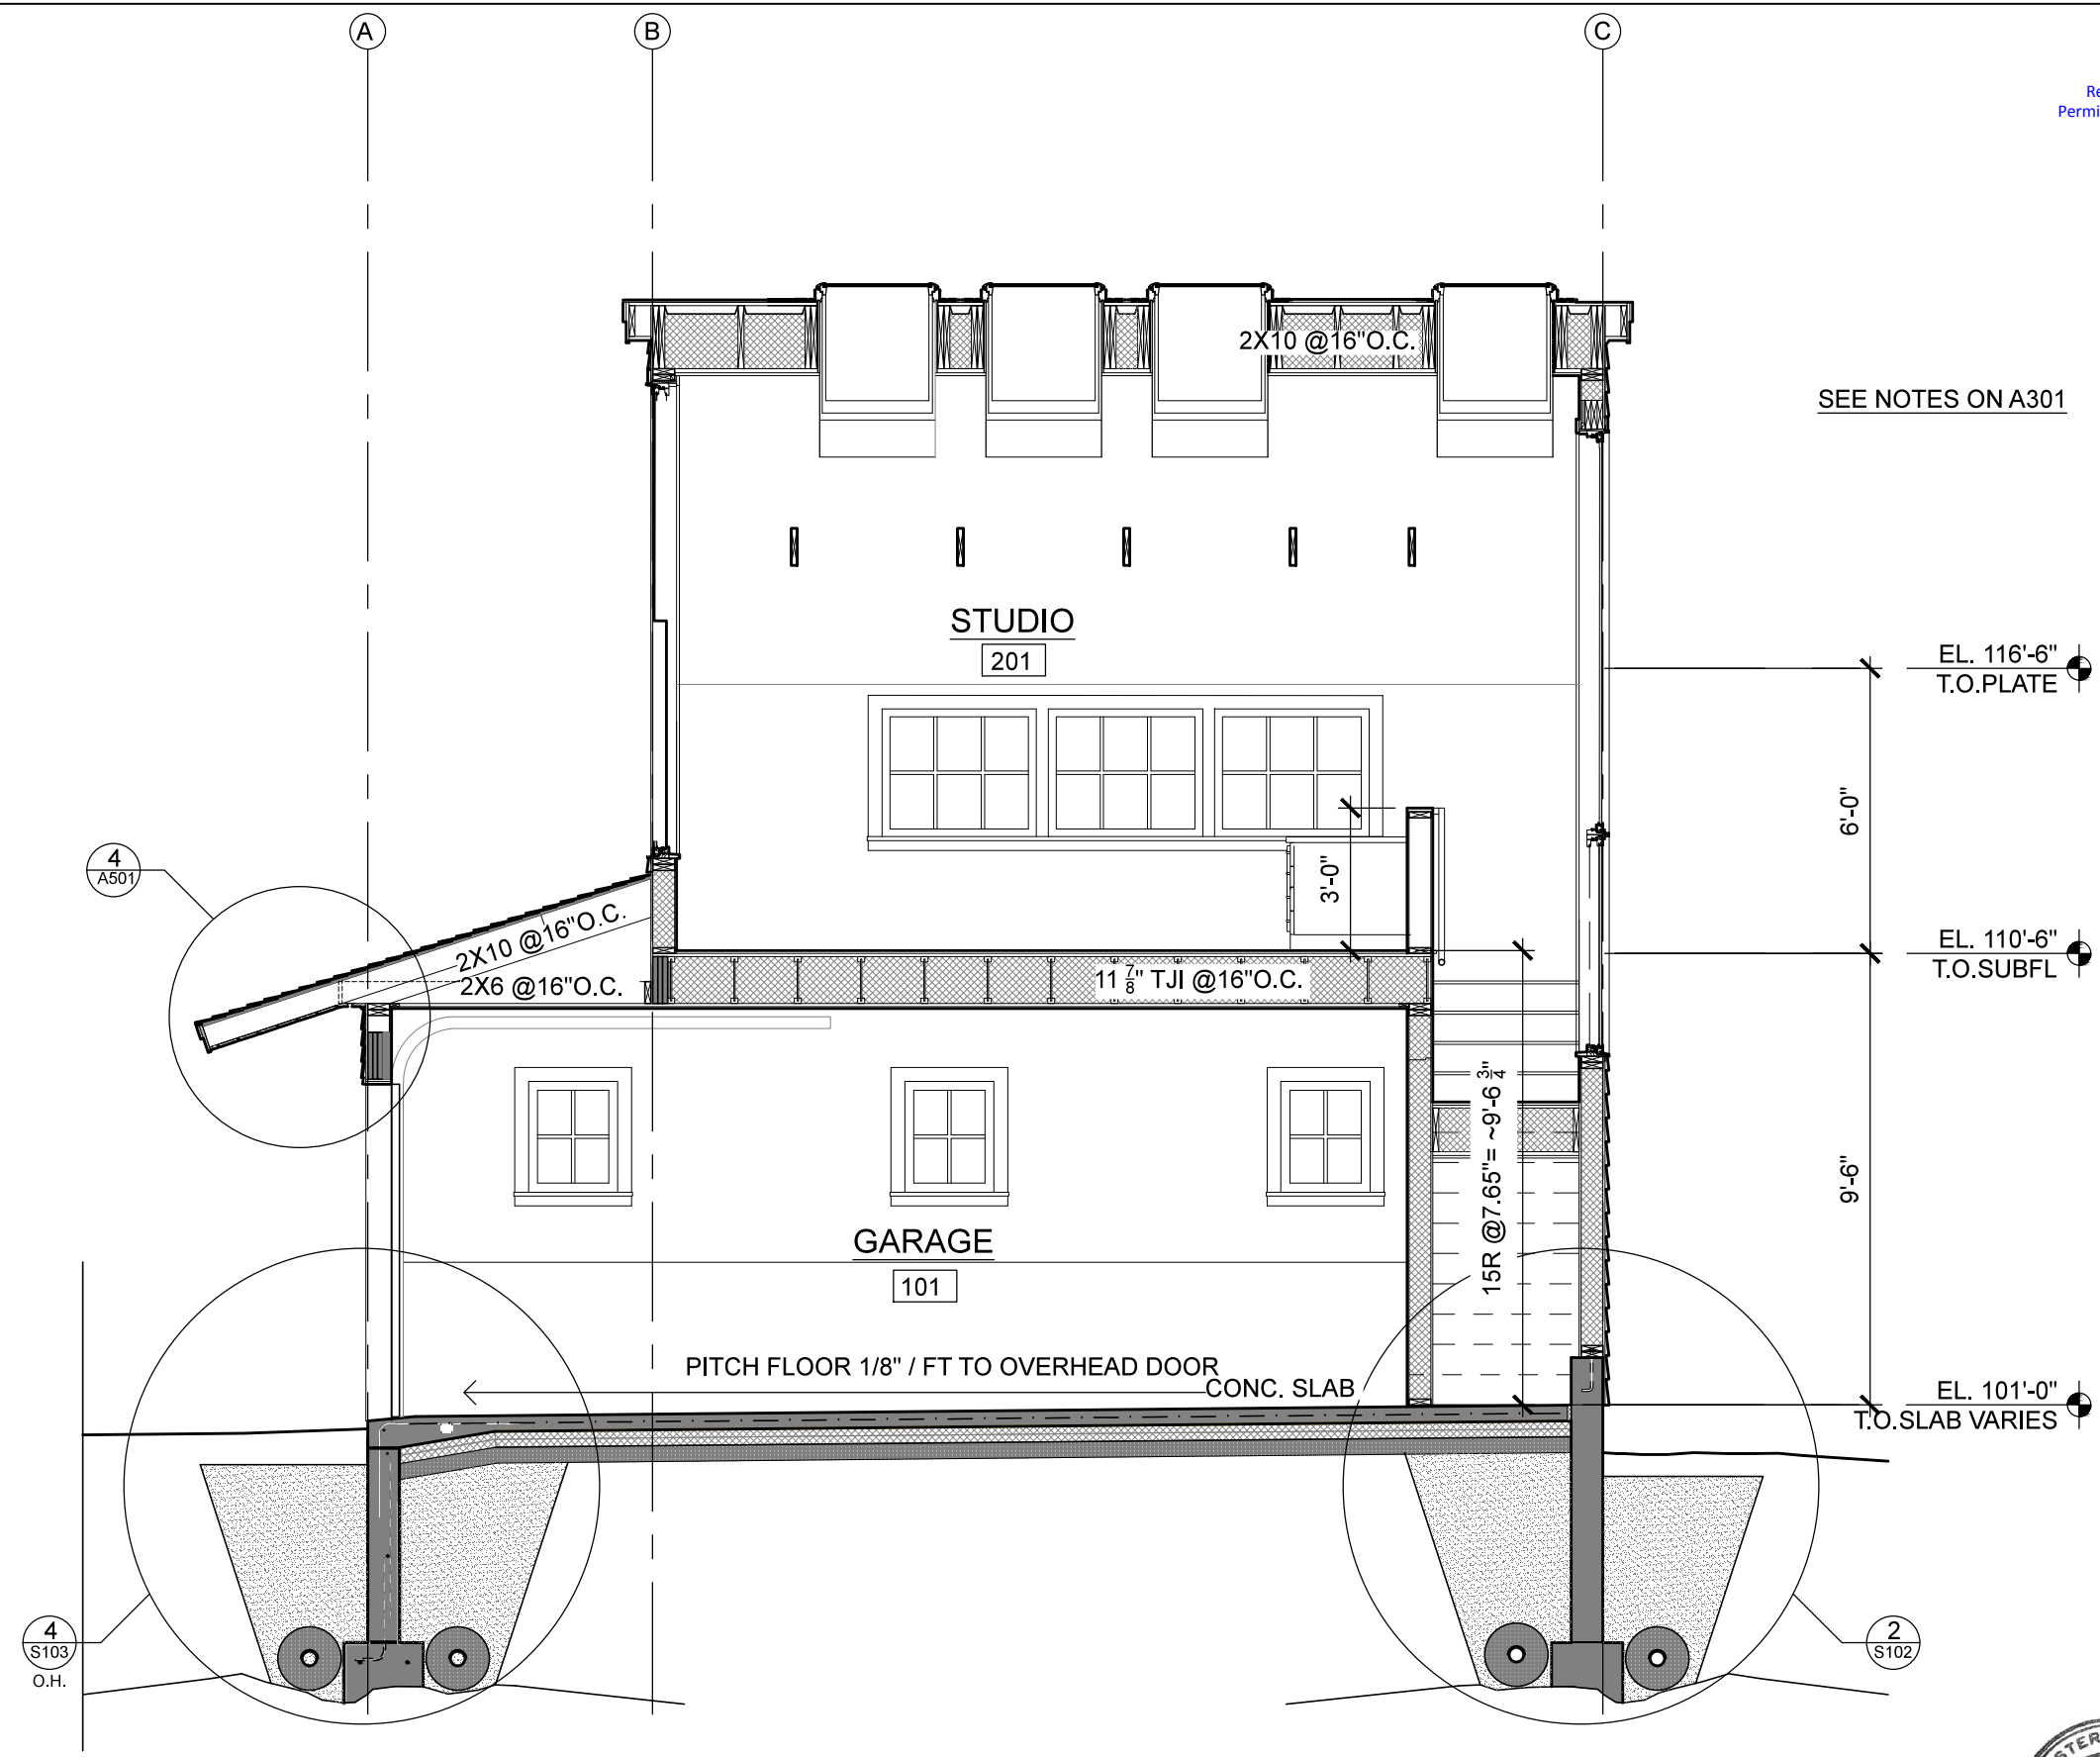 A
B
C
Re
Permi
2X10 @16"O.C.
SEE NOTES ON A301
STUDIO
201
EL. 116'-6"
T.O.PLATE
6'-0"
4
A501
3'-0"
2X10 @16"O.C.
2X6 @16"O.C.
11 7/8" TJI @16"O.C.
EL. 110'-6"
T.O.SUBFL
15R @7.65"= ~9'-6 3/4"
9'-6"
GARAGE
101
PITCH FLOOR 1/8" / FT TO OVERHEAD DOOR
CONC. SLAB
EL. 101'-0"
T.O.SLAB VARIES
4
S103
O.H.
2
S102
STER